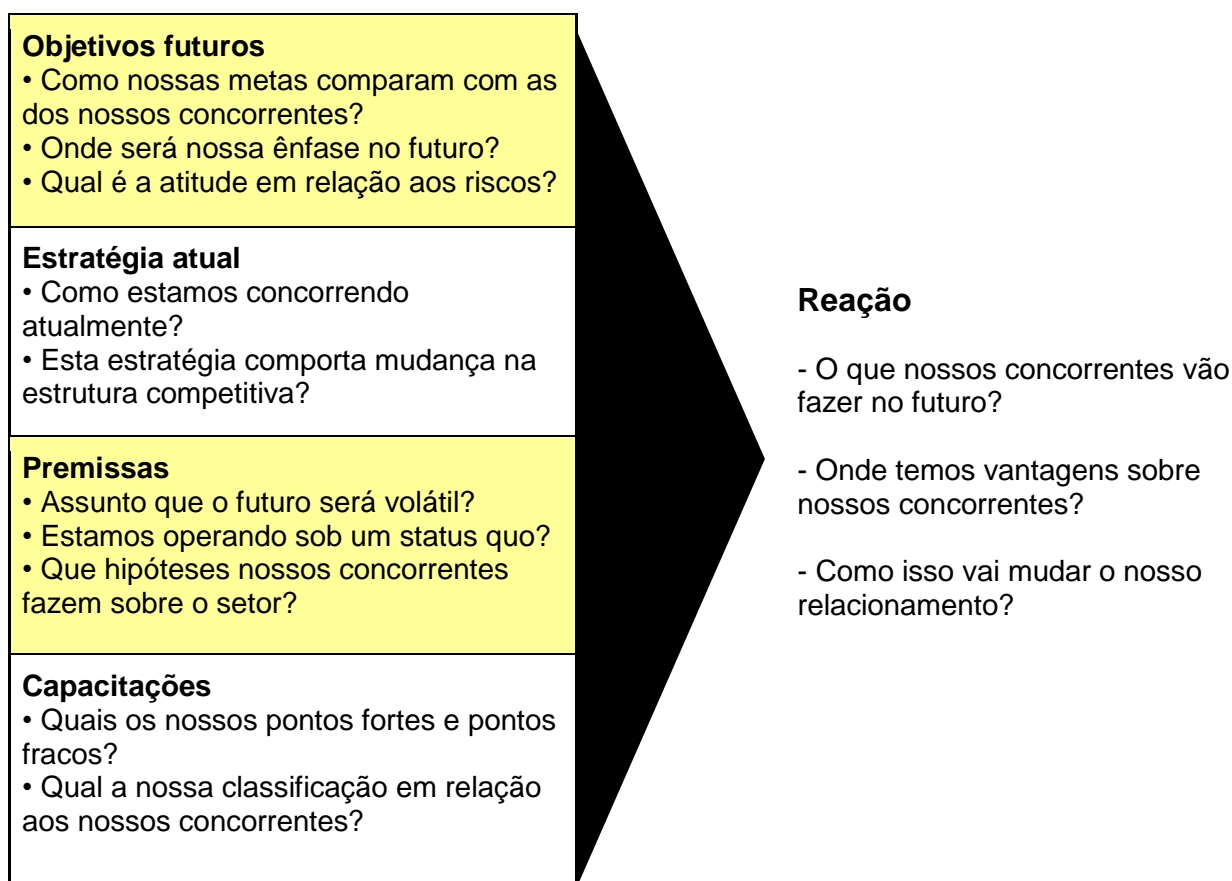 Objetivos futuros
• Como nossas metas comparam com as
dos nossos concorrentes?
• Onde será nossa ênfase no futuro?
• Qual é a atitude em relação aos riscos?
Estratégia atual
• Como estamos concorrendo
atualmente?
• Esta estratégia comporta mudança na
estrutura competitiva?
Premissas
• Assunto que o futuro será volátil?
• Estamos operando sob um status quo?
• Que hipóteses nossos concorrentes
fazem sobre o setor?
Capacitações
• Quais os nossos pontos fortes e pontos
fracos?
• Qual a nossa classificação em relação
aos nossos concorrentes?
Reação
- O que nossos concorrentes vão
fazer no futuro?
- Onde temos vantagens sobre
nossos concorrentes?
- Como isso vai mudar o nosso
relacionamento?